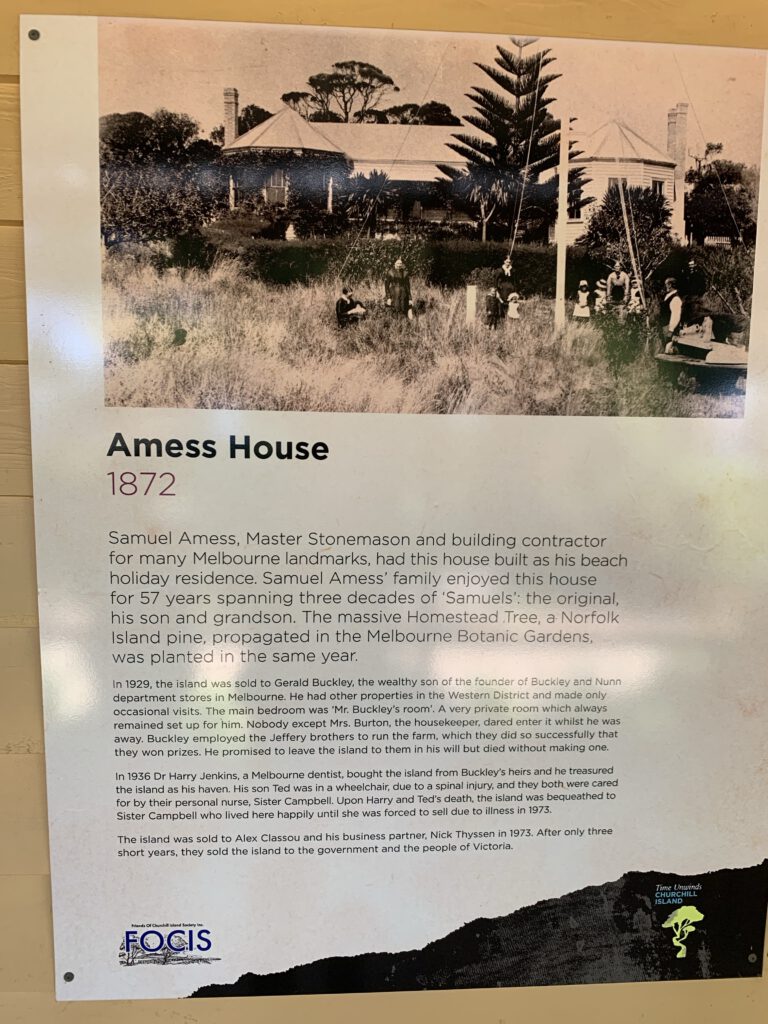 Amess House
1872
Samuel Amess, Master Stonemason and building contractor
for many Melbourne landmarks, had this house built as his beach
holiday residence. Samuel Amess' family enjoyed this house
for 57 years spanning three decades of 'Samuels': the original,
his son and grandson. The massive Homestead Tree, a Norfolk
Island pine, propagated in the Melbourne Botanic Gardens,
was planted in the same year.
In 1929, the island was sold to Gerald Buckley, the wealthy son of the founder of Buckley and Nunn
department stores in Melbourne. He had other properties in the Western District and made only
occasional visits. The main bedroom was 'Mr. Buckley's room'. A very private room which always
remained set up for him. Nobody except Mrs. Burton, the housekeeper, dared enter it whilst he was
away. Buckley employed the Jeffery brothers to run the farm, which they did so successfully that
they won prizes. He promised to leave the island to them in his will but died without making one.
In 1936 Dr Harry Jenkins, a Melbourne dentist, bought the island from Buckley's heirs and he treasured
the island as his haven. His son Ted was in a wheelchair, due to a spinal injury, and they both were cared
for by their personal nurse, Sister Campbell. Upon Harry and Ted's death, the island was bequeathed to
Sister Campbell who lived here happily until she was forced to sell due to illness in 1973.
The island was sold to Alex Classou and his business partner, Nick Thyssen in 1973. After only three
short years, they sold the island to the government and the people of Victoria.
Friends Of Churchill Island Society Inc.
FOCIS
Time Unwinds
CHURCHILL
ISLAND